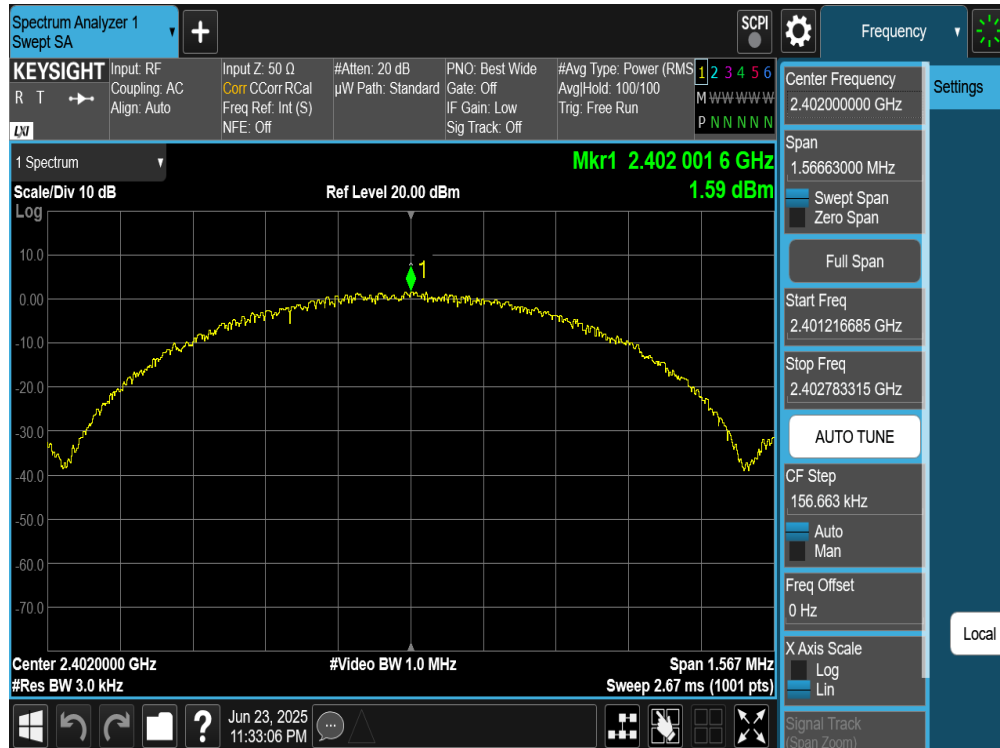 Spectrum Analyzer 1
Swept SA
+
SCPI
Frequency
KEYSIGHT
R T
LXI
Input: RF
Coupling: AC
Align: Auto
Input Z: 50 Ω
Corr CCorr RCal
Freq Ref: Int (S)
NFE: Off
#Atten: 20 dB
µW Path: Standard
PNO: Best Wide
Gate: Off
IF Gain: Low
Sig Track: Off
#Avg Type: Power (RMS
Avg|Hold: 100/100
Trig: Free Run
1 2 3 4 5 6
M W W W W W W
P N N N N N N
1 Spectrum
Mkr1 2.402 001 6 GHz
Scale/Div 10 dB
Ref Level 20.00 dBm
1.59 dBm
Log
10.0
0.00
-10.0
-20.0
-30.0
-40.0
-50.0
-60.0
-70.0
1
Center 2.4020000 GHz
#Video BW 1.0 MHz
Span 1.567 MHz
#Res BW 3.0 kHz
Sweep 2.67 ms (1001 pts)
?
Jun 23, 2025
11:33:06 PM
Center Frequency
2.402000000 GHz
Settings
Span
1.56663000 MHz
Swept Span
Zero Span
Full Span
Start Freq
2.401216685 GHz
Stop Freq
2.402783315 GHz
AUTO TUNE
CF Step
156.663 kHz
Auto
Man
Freq Offset
0 Hz
Local
X Axis Scale
Log
Lin
Signal Track
(Span Zoom)